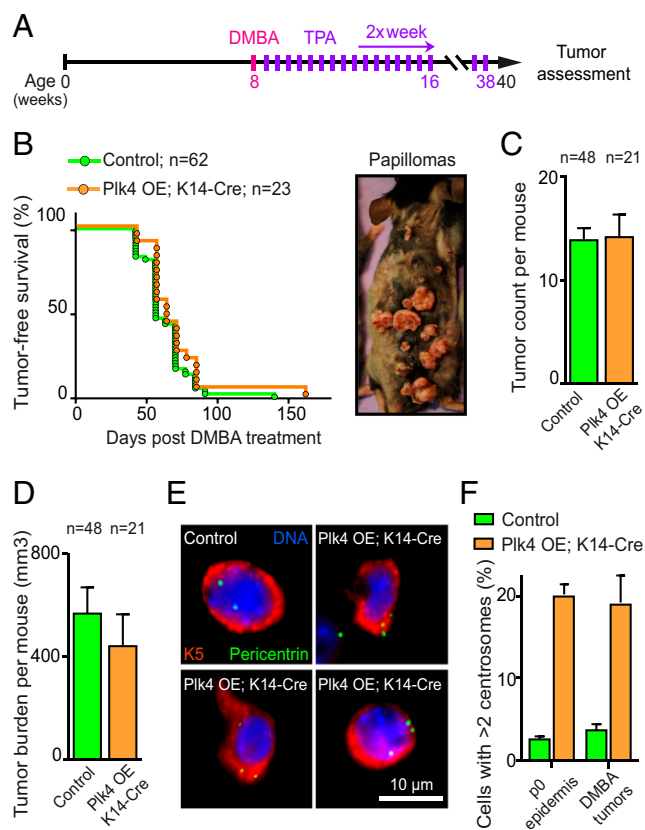 A
DMBA TPA 2x week
Tumor
assessment
Age 0 8 16 38 40
(weeks)
B
Control; n=62
Plk4 OE; K14-Cre; n=23
Papillomas
Tumor-free survival (%)
100
50
0
0 50 100 150
Days post DMBA treatment
C
n=48 n=21
Tumor count per mouse
20
10
0
Control
Plk4 OE
K14-Cre
D
n=48 n=21
Tumor burden per mouse (mm3)
800
400
0
Control
Plk4 OE
K14-Cre
E
Control DNA
K5 Pericentrin
Plk4 OE; K14-Cre
Plk4 OE; K14-Cre
Plk4 OE; K14-Cre
10 μm
F
Control
Plk4 OE; K14-Cre
Cells with >2 centrosomes (%)
20
10
0
p0
epidermis
DMBA
tumors